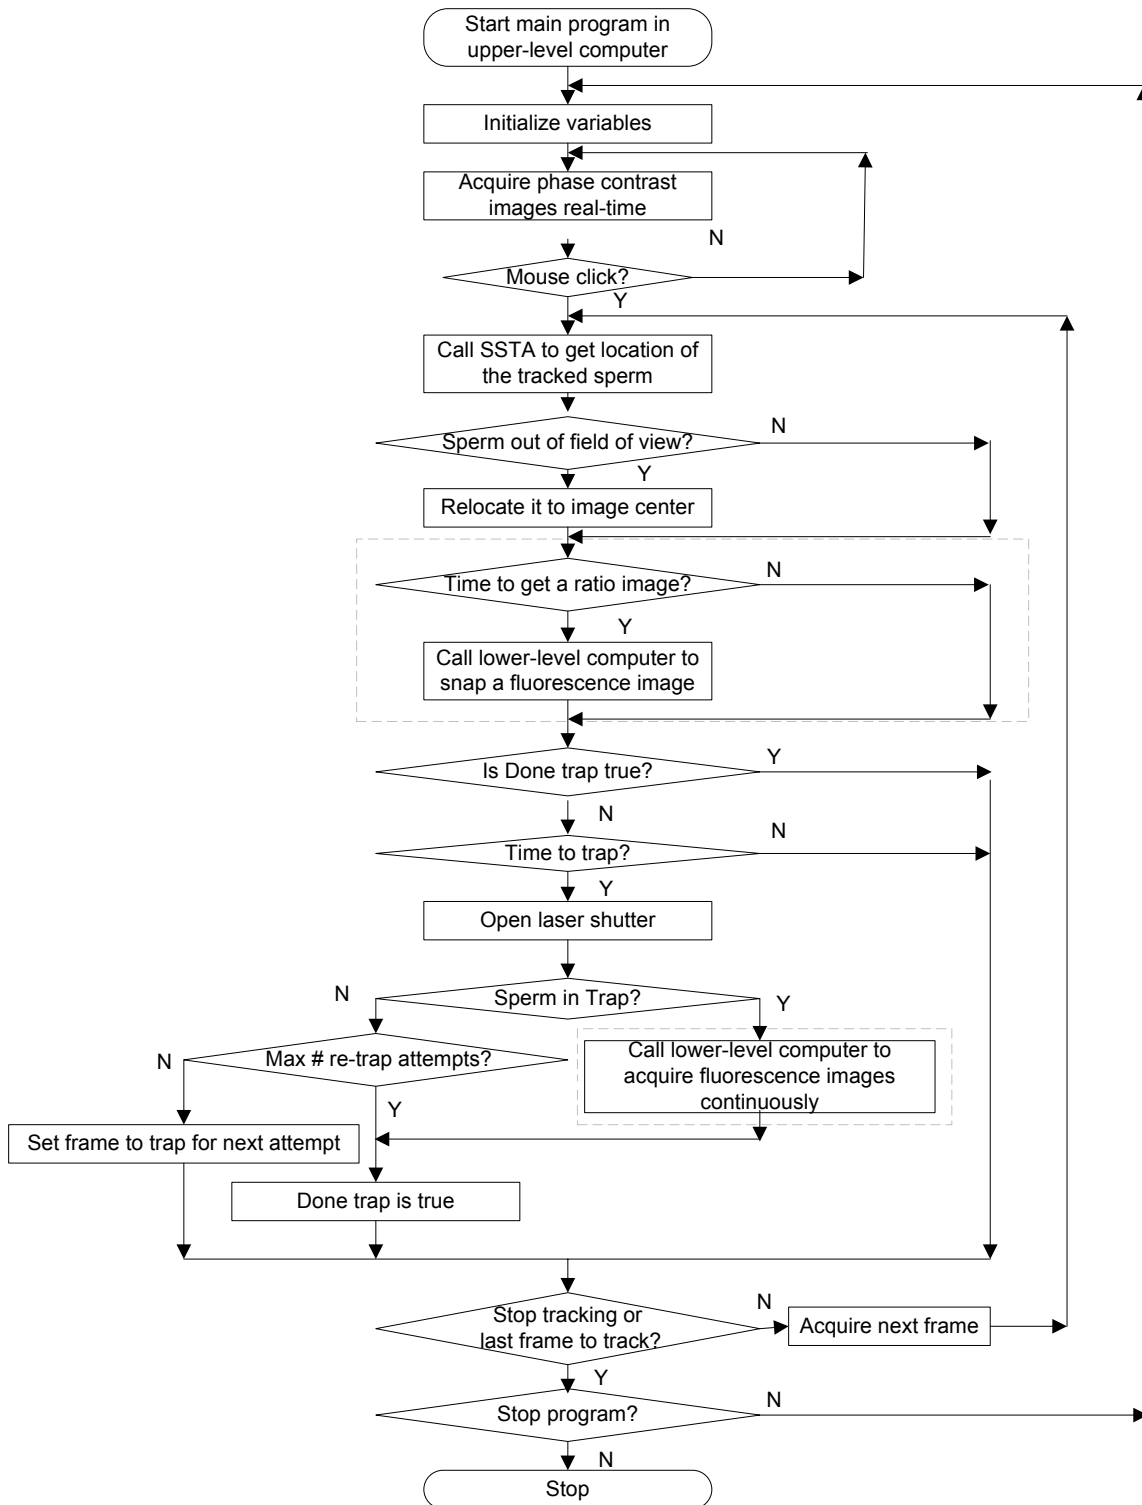 Start main program in
upper-level computer
Initialize variables
Acquire phase contrast
images real-time
N
Mouse click?
Y
Call SSTA to get location of
the tracked sperm
Sperm out of field of view?
N
Y
Relocate it to image center
Time to get a ratio image?
N
Y
Call lower-level computer to
snap a fluorescence image
Is Done trap true?
Y
N
Time to trap?
N
Y
Open laser shutter
Sperm in Trap?
N
Y
Max # re-trap attempts?
N
Y
Call lower-level computer to
acquire fluorescence images
continuously
Set frame to trap for next attempt
Done trap is true
Stop tracking or
last frame to track?
N
Acquire next frame
Y
Stop program?
N
N
Stop